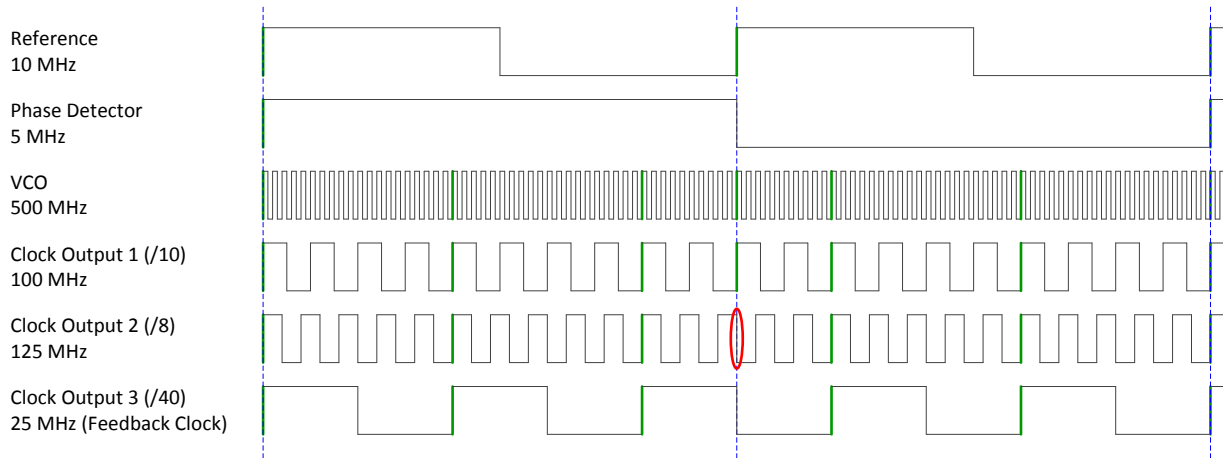 Reference
10 MHz
Phase Detector
5 MHz
VCO
500 MHz
Clock Output 1 (/10)
100 MHz
Clock Output 2 (/8)
125 MHz
Clock Output 3 (/40)
25 MHz (Feedback Clock)